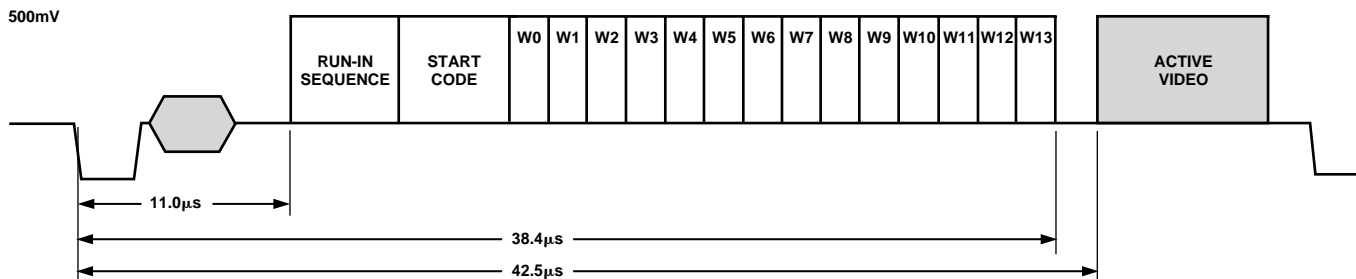 500mV
RUN-IN
SEQUENCE
START
CODE
W0 W1 W2 W3 W4 W5 W6 W7 W8 W9 W10 W11 W12 W13
ACTIVE
VIDEO
11.0μs
38.4μs
42.5μs